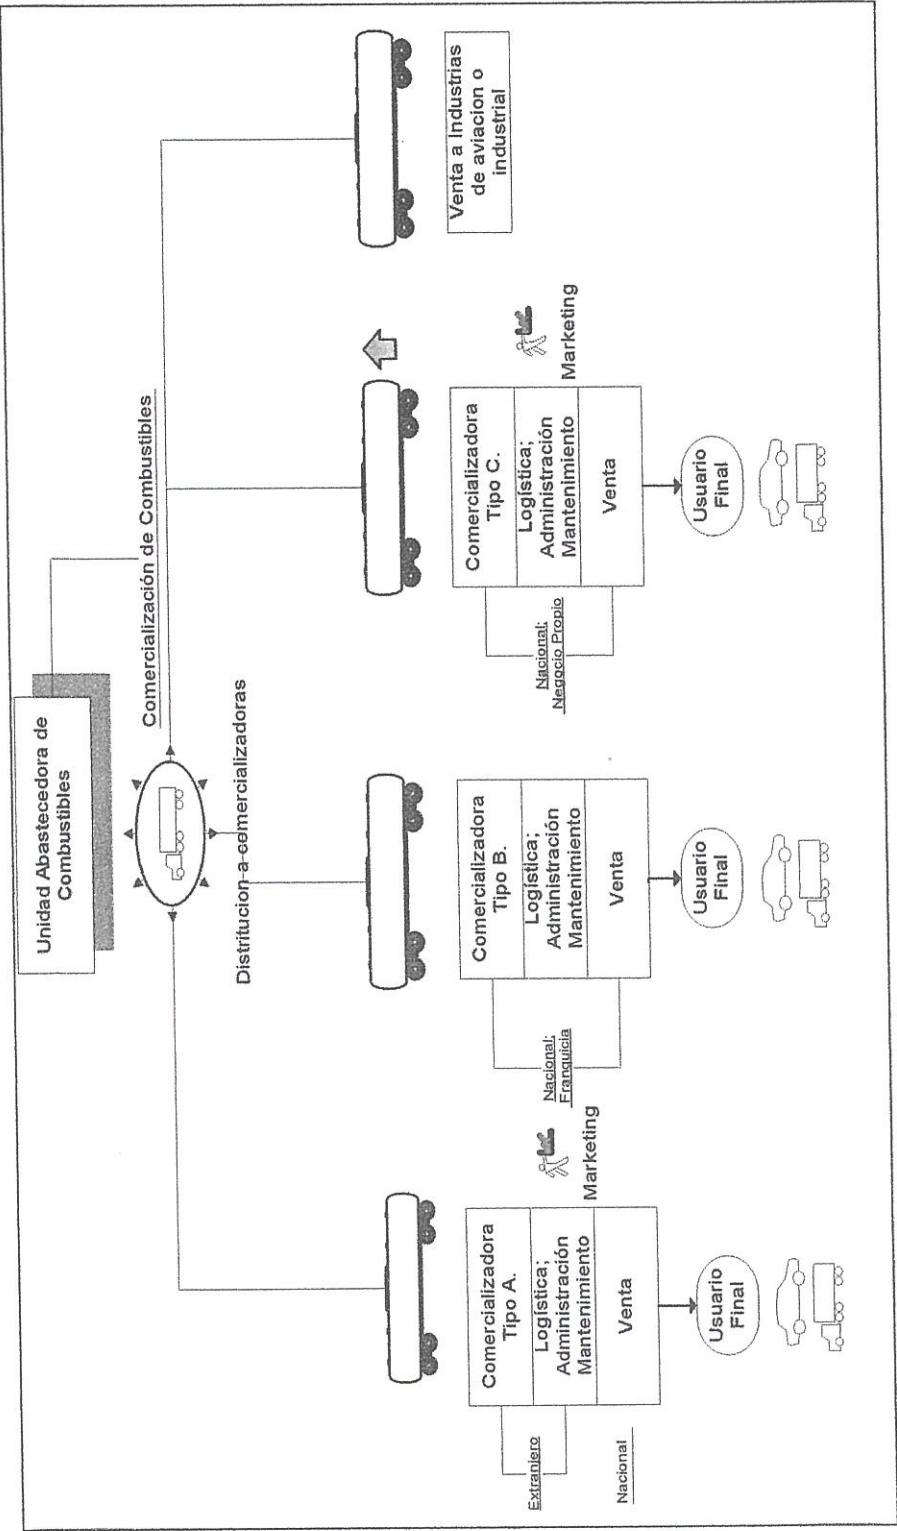 Unidad Abastecedora de
Combustibles
Comercialización de Combustibles
Distritucion a comercializadoras
Extranjero
Nacional
Comercializadora
Tipo A.
Logística;
Administración
Mantenimiento
Venta
Marketing
Usuario
Final
Nacional;
Franquicia
Comercializadora
Tipo B.
Logística;
Administración
Mantenimiento
Venta
Usuario
Final
Nacional;
Negocio Propio
Comercializadora
Tipo C.
Logística;
Administración
Mantenimiento
Venta
Marketing
Usuario
Final
Venta a Industrias
de aviacion o
industrial